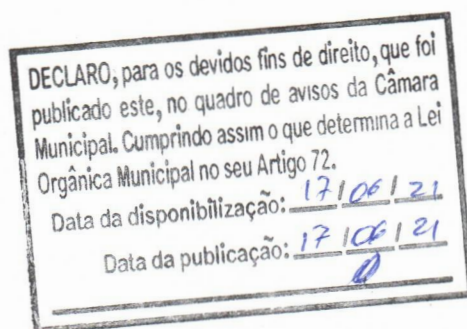 DECLARO, para os devidos fins de direito, que foi
publicado este, no quadro de avisos da Câmara
Municipal. Cumprindo assim o que determina a Lei
Orgânica Municipal no seu Artigo 72.
Data da disponibilização: 17/06/21
Data da publicação: 17/06/21